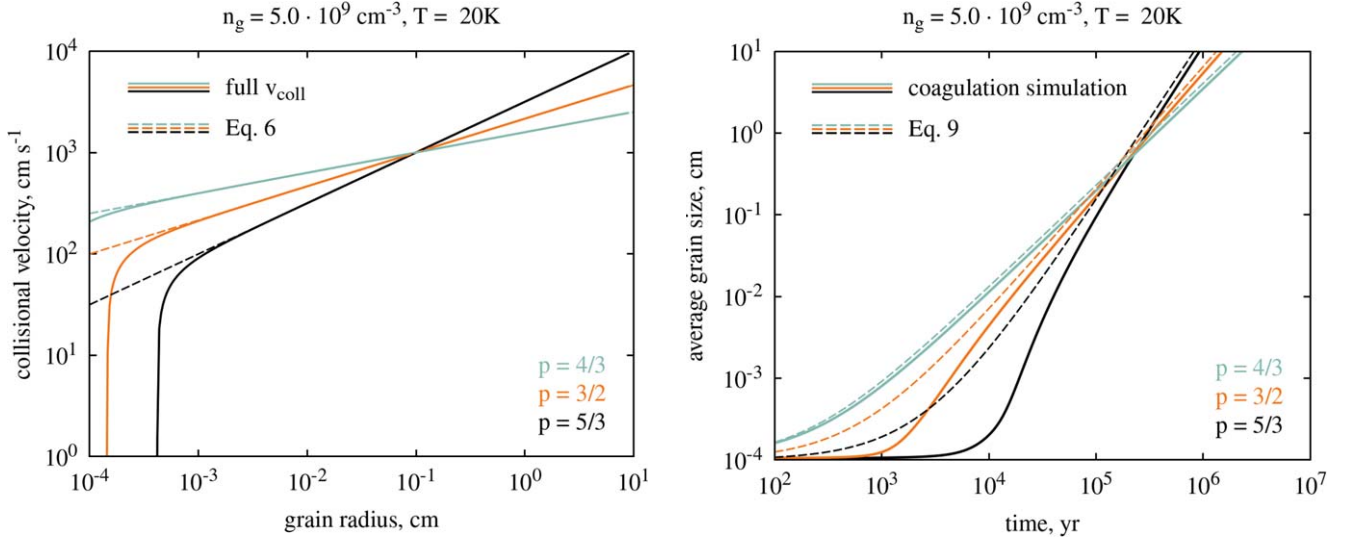 n_g = 5.0 · 10^9 cm^-3, T = 20K
10^4
10^3
10^2
10^1
10^0
collisional velocity, cm s^-1
full v_coll
Eq. 6
p = 4/3
p = 3/2
p = 5/3
10^-4 10^-3 10^-2 10^-1 10^0 10^1
grain radius, cm
n_g = 5.0 · 10^9 cm^-3, T = 20K
10^1
10^0
10^-1
10^-2
10^-3
10^-4
average grain size, cm
coagulation simulation
Eq. 9
p = 4/3
p = 3/2
p = 5/3
10^2 10^3 10^4 10^5 10^6 10^7
time, yr